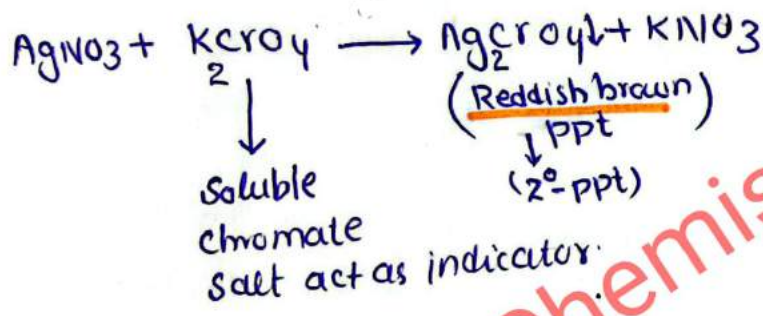 AgNO3 + K2CrO4 → Ag2CrO4↓ + KNO3
(Reddish brown)
ppt
(2°-ppt)
soluble
chromate
salt act as indicator.